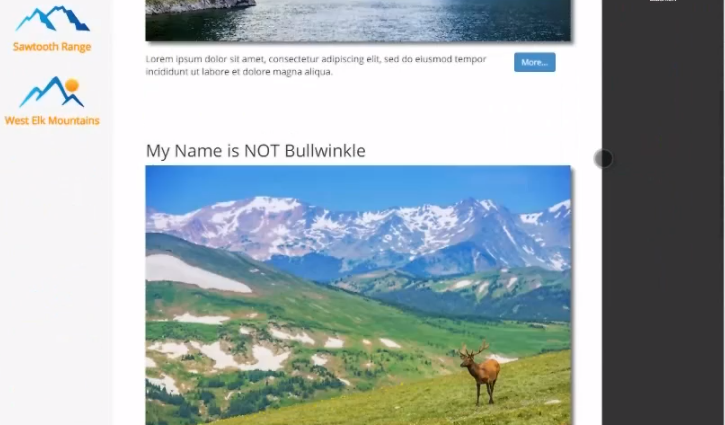 Sawtooth Range
West Elk Mountains
Lorem ipsum dolor sit amet, consectetur adipiscing elit, sed do eiusmod tempor
incididunt ut labore et dolore magna aliqua.
More...
My Name is NOT Bullwinkle